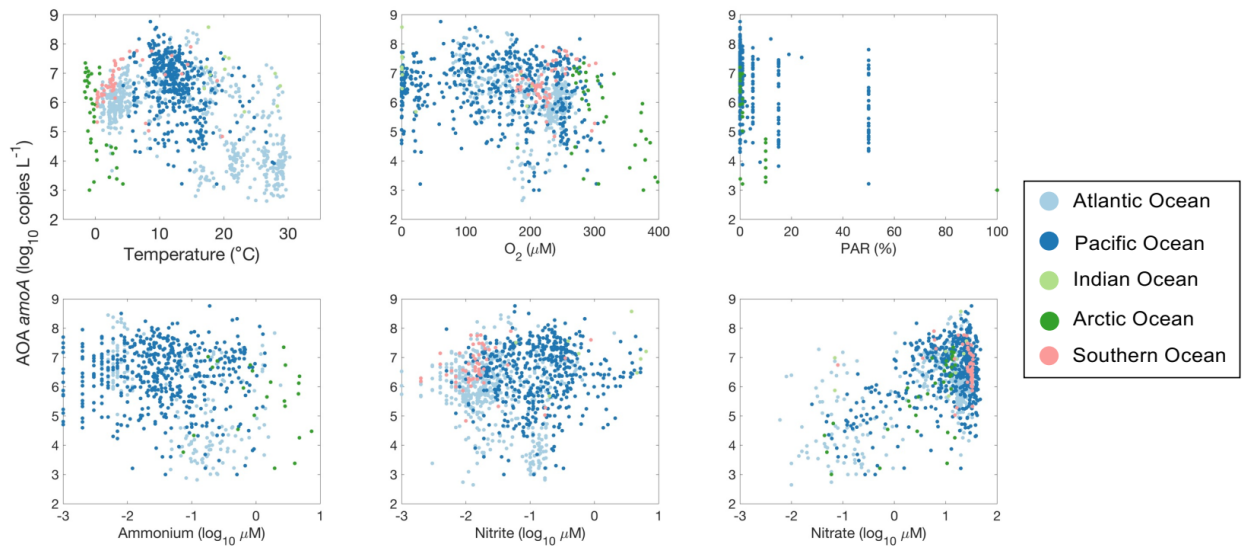 9
8
7
6
5
4
3
2
0 10 20 30
Temperature (°C)
9
8
7
6
5
4
3
2
0 100 200 300 400
O2 (μM)
9
8
7
6
5
4
3
2
0 20 40 60 80 100
PAR (%)
AOA amoA (log10 copies L−1)
9
8
7
6
5
4
3
2
-3 -2 -1 0 1
Ammonium (log10 μM)
9
8
7
6
5
4
3
2
-3 -2 -1 0 1
Nitrite (log10 μM)
9
8
7
6
5
4
3
2
-3 -2 -1 0 1 2
Nitrate (log10 μM)
Atlantic Ocean
Pacific Ocean
Indian Ocean
Arctic Ocean
Southern Ocean